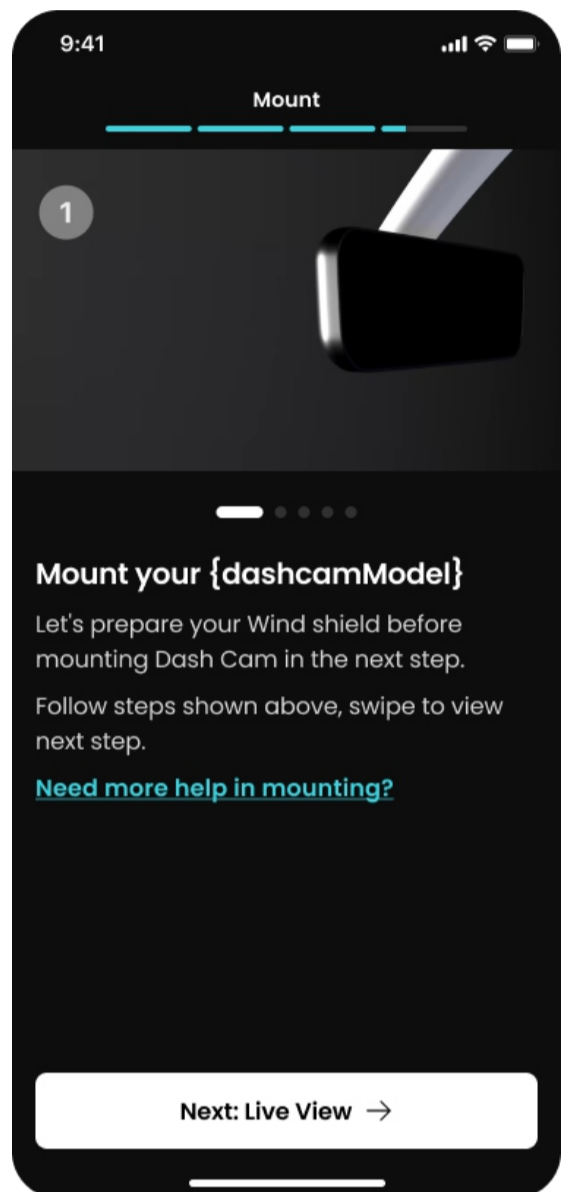 9:41
Mount
1
Mount your {dashcamModel}
Let's prepare your Wind shield before
mounting Dash Cam in the next step.
Follow steps shown above, swipe to view
next step.
Need more help in mounting?
Next: Live View →